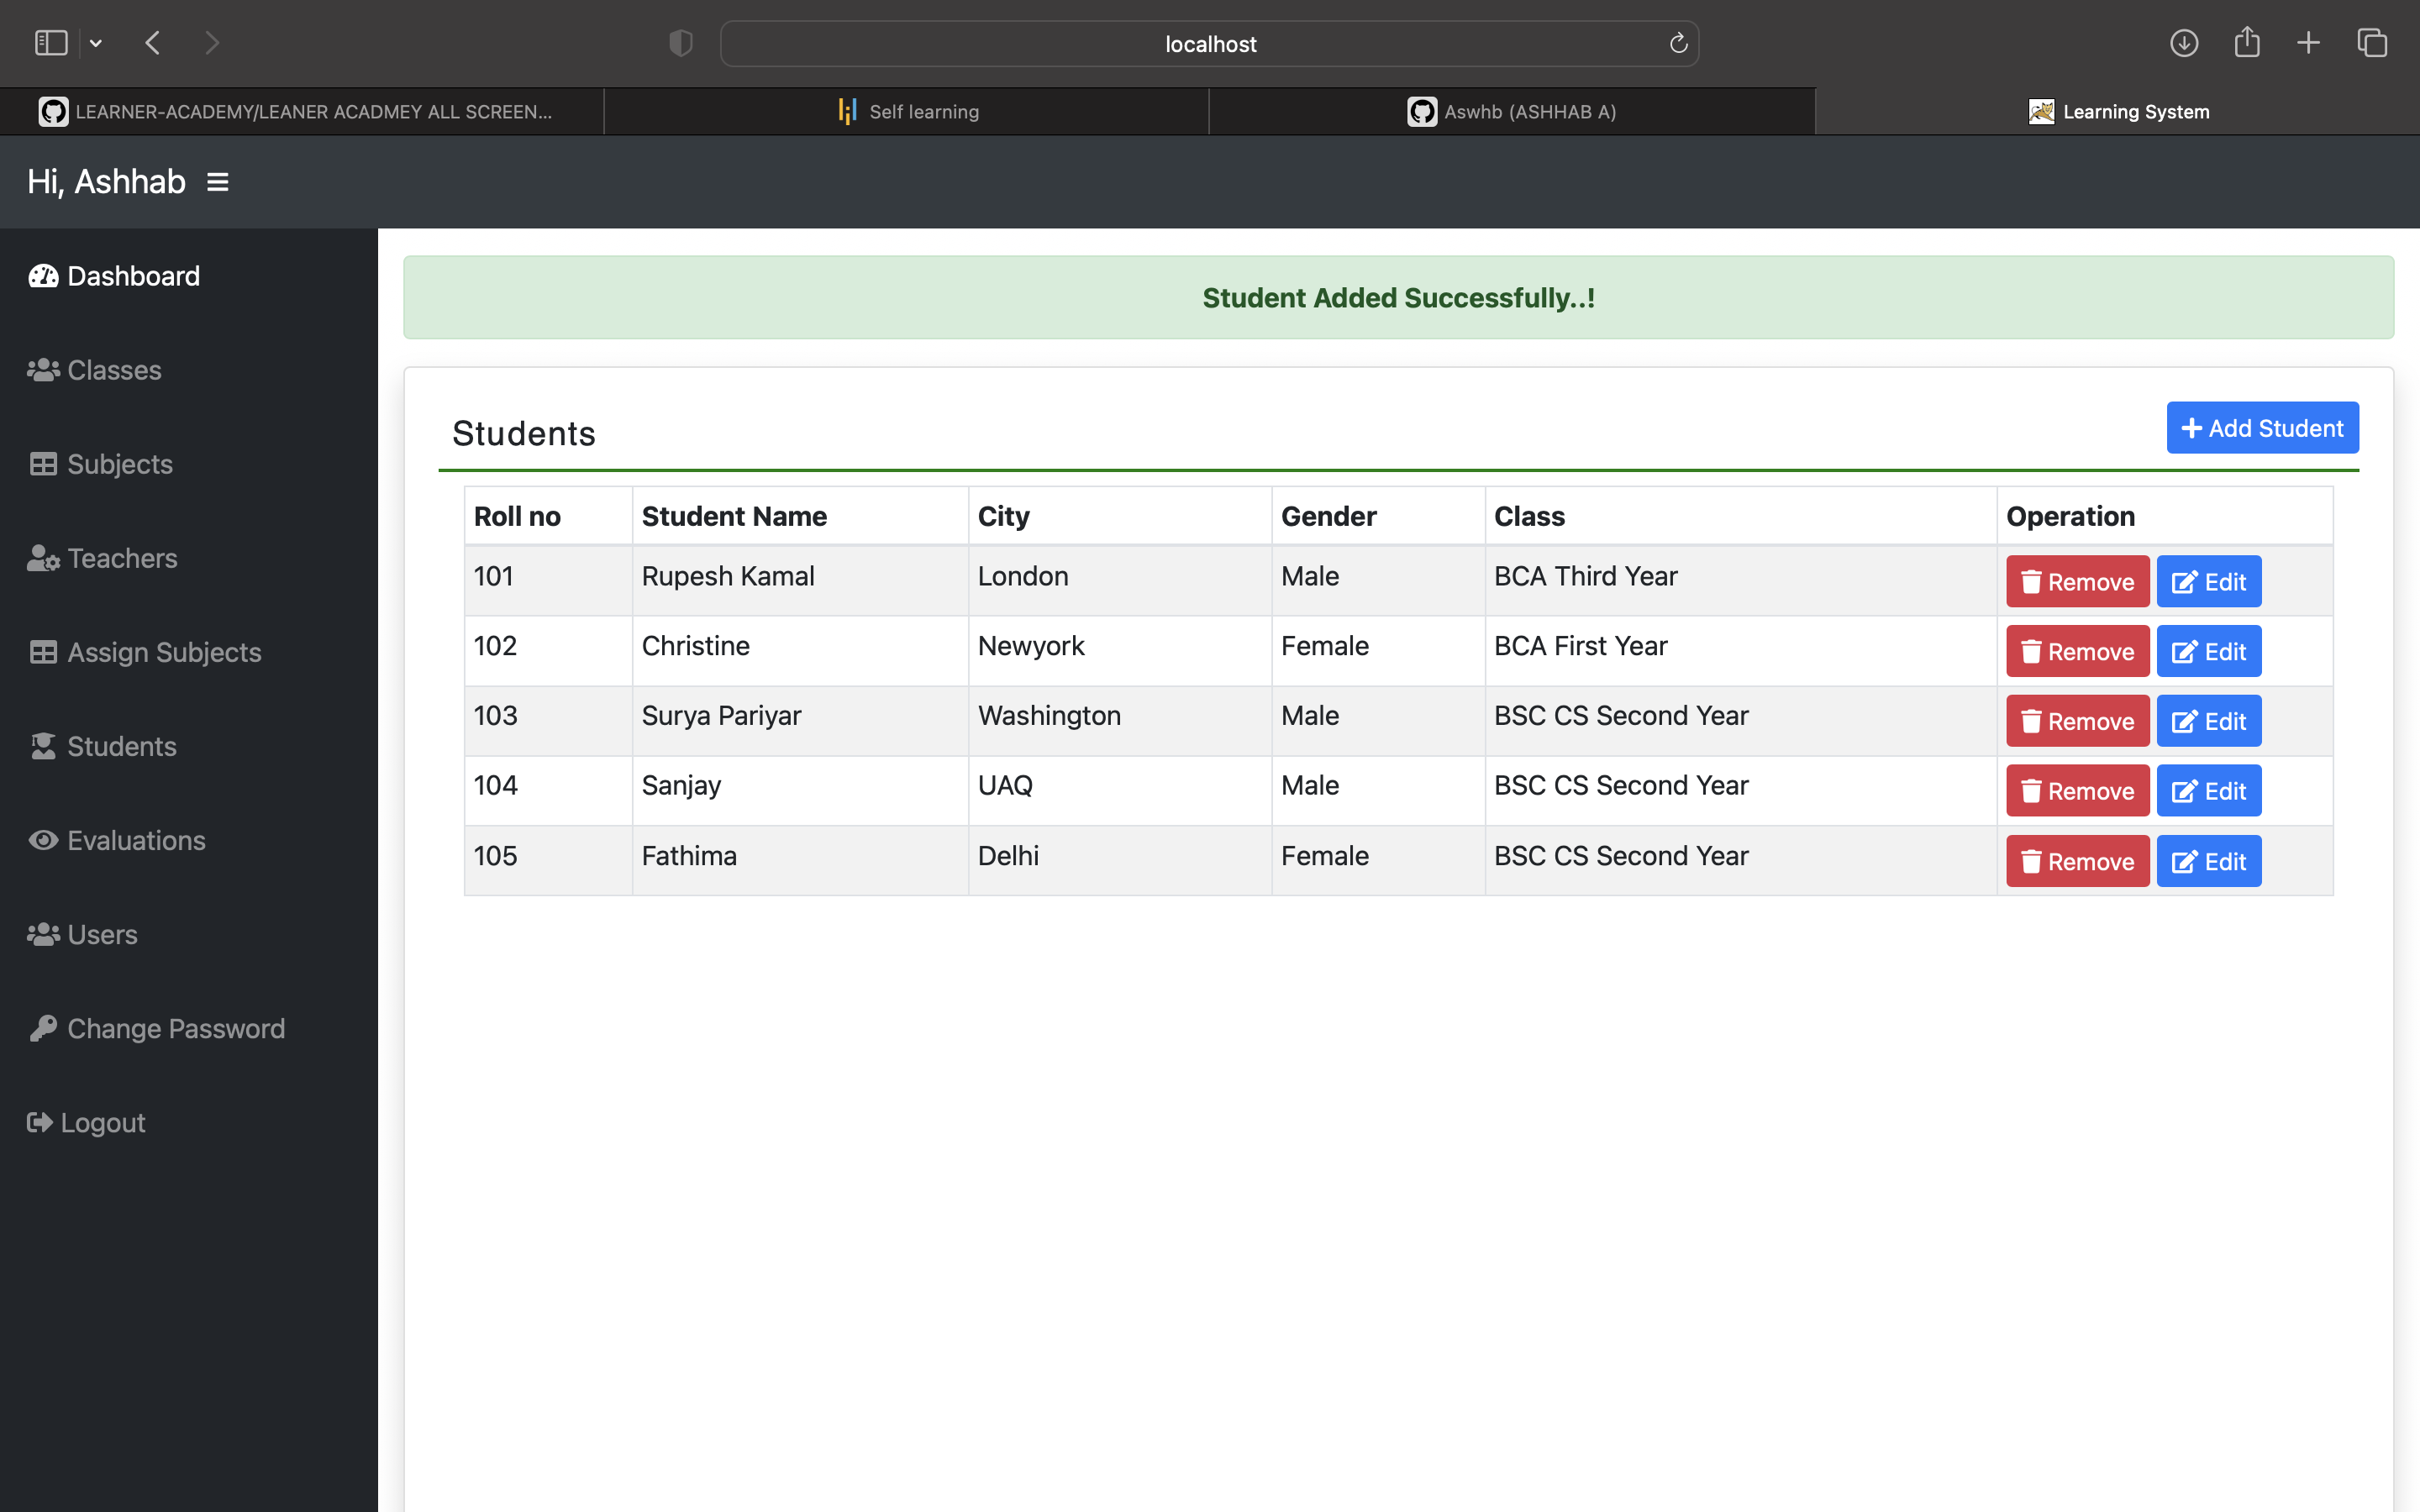 localhost
LEARNER-ACADEMY/LEANER ACADMEY ALL SCREEN...
Self learning
Aswhb (ASHHAB A)
Learning System
Hi, Ashhab
Dashboard
Classes
Subjects
Teachers
Assign Subjects
Students
Evaluations
Users
Change Password
Logout
Student Added Successfully..!
Students
Add Student
Roll no Student Name City Gender Class Operation
101 Rupesh Kamal London Male BCA Third Year Remove Edit
102 Christine Newyork Female BCA First Year Remove Edit
103 Surya Pariyar Washington Male BSC CS Second Year Remove Edit
104 Sanjay UAQ Male BSC CS Second Year Remove Edit
105 Fathima Delhi Female BSC CS Second Year Remove Edit